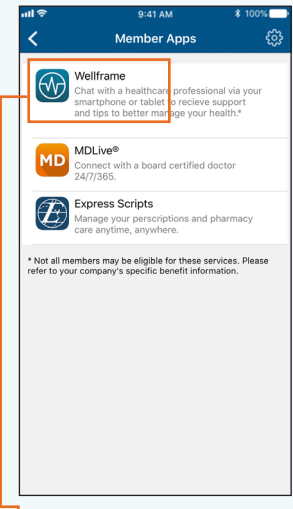 9:41 AM
100%
Member Apps
Wellframe
Chat with a healthcare professional via your
smartphone or tablet to recieve support
and tips to better manage your health.*
MD
MDLive®
Connect with a board certified doctor
24/7/365.
Express Scripts
Manage your perscriptions and pharmacy
care anytime, anywhere.
* Not all members may be eligible for these services. Please
refer to your company's specific benefit information.